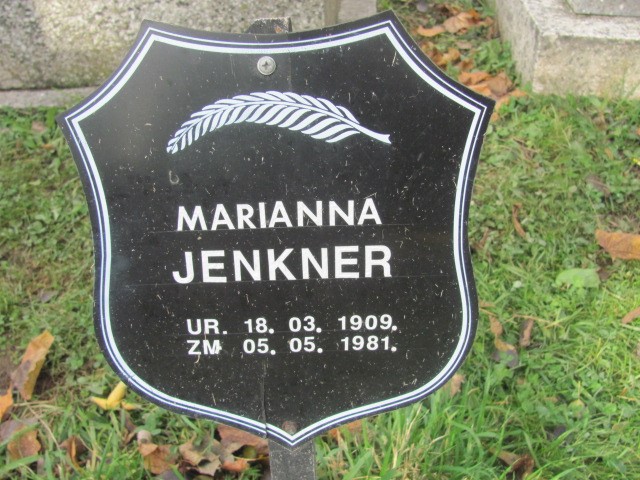 MARIANNA
JENKNER
UR. 18. 03. 1909.
ZM 05. 05. 1981.